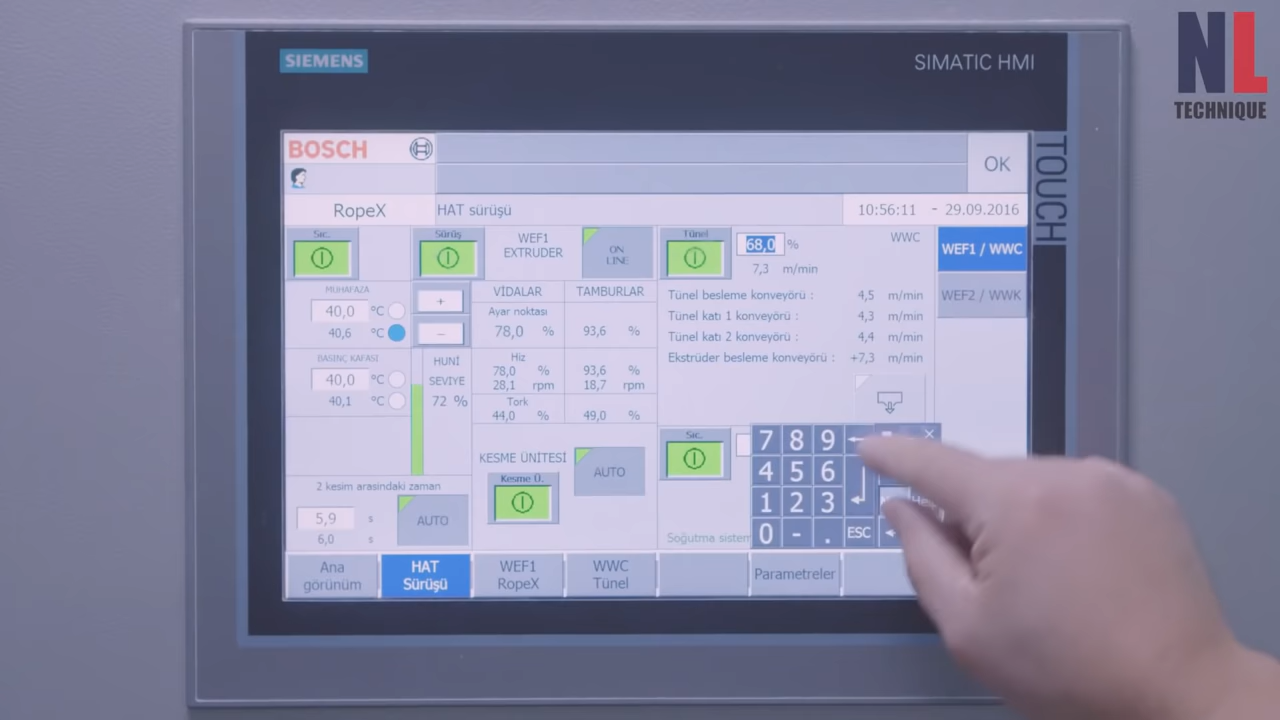 SIEMENS
SIMATIC HMI
NL
TECHNIQUE
TOUCH
BOSCH
OK
RopeX
HAT sürüşü
10:56:11 - 29.09.2016
Sıc.
Sürüş
WEF1
EXTRUDER
ON
LINE
Tünel
68,0 %
7,3 m/min
WWC
WEF1 / WWC
WEF2 / WWK
MUHAFAZA
40,0 °C
40,6 °C
+
-
VİDALAR
TAMBURLAR
Ayar noktası
78,0 %
93,6 %
Tünel besleme konveyörü : 4,5 m/min
Tünel katı 1 konveyörü : 4,3 m/min
Tünel katı 2 konveyörü : 4,4 m/min
Ekstrüder besleme konveyörü : +7,3 m/min
BASINÇ KAFASI
40,0 °C
40,1 °C
HUNİ
SEVİYE
72 %
Hiz
78,0 %
93,6 %
28,1 rpm
18,7 rpm
Tork
44,0 %
49,0 %
KESME ÜNİTESİ
AUTO
Kesme Ü.
Sıc.
7 8 9
4 5 6
1 2 3
0 - . ESC
2 kesim arasındaki zaman
5,9 s
6,0 s
AUTO
Soğutma sistem
Ana
görünüm
HAT
Sürüşü
WEF1
RopeX
WWC
Tünel
Parametreler